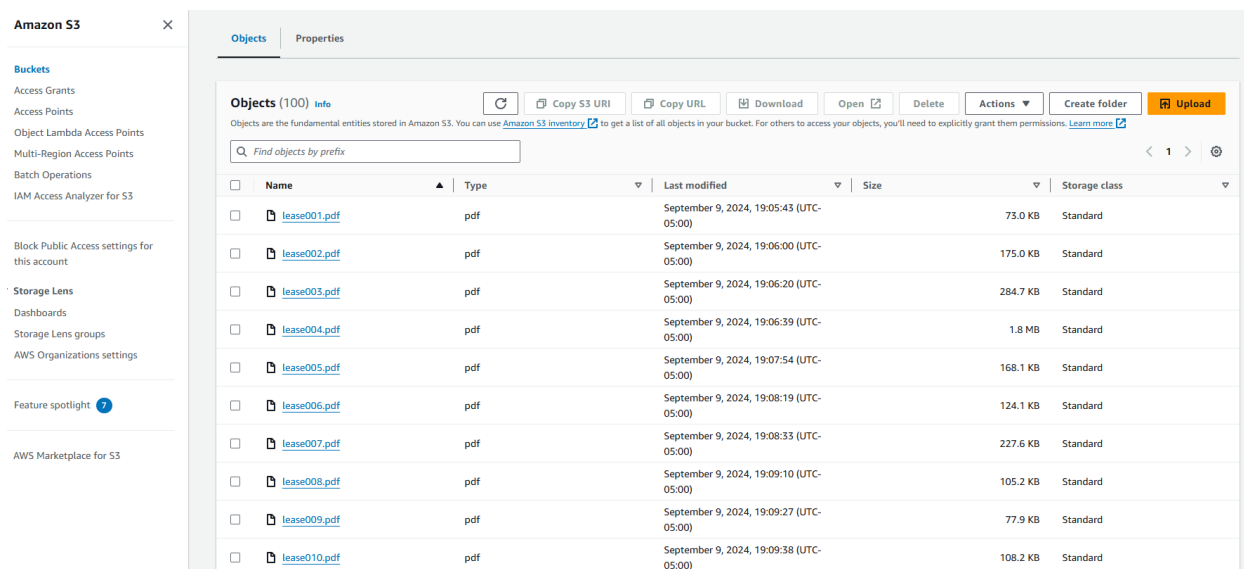 Amazon S3
Buckets
Access Grants
Access Points
Object Lambda Access Points
Multi-Region Access Points
Batch Operations
IAM Access Analyzer for S3
Block Public Access settings for
this account
Storage Lens
Dashboards
Storage Lens groups
AWS Organizations settings
Feature spotlight 7
AWS Marketplace for S3
Objects Properties
Objects (100) Info Copy S3 URI Copy URL Download Open Delete Actions Create folder Upload
Objects are the fundamental entities stored in Amazon S3. You can use Amazon S3 inventory to get a list of all objects in your bucket. For others to access your objects, you'll need to explicitly grant them permissions. Learn more
Find objects by prefix 1
Name Type Last modified Size Storage class
lease001.pdf pdf September 9, 2024, 19:05:43 (UTC-
05:00) 73.0 KB Standard
lease002.pdf pdf September 9, 2024, 19:06:00 (UTC-
05:00) 175.0 KB Standard
lease003.pdf pdf September 9, 2024, 19:06:20 (UTC-
05:00) 284.7 KB Standard
lease004.pdf pdf September 9, 2024, 19:06:39 (UTC-
05:00) 1.8 MB Standard
lease005.pdf pdf September 9, 2024, 19:07:54 (UTC-
05:00) 168.1 KB Standard
lease006.pdf pdf September 9, 2024, 19:08:19 (UTC-
05:00) 124.1 KB Standard
lease007.pdf pdf September 9, 2024, 19:08:33 (UTC-
05:00) 227.6 KB Standard
lease008.pdf pdf September 9, 2024, 19:09:10 (UTC-
05:00) 105.2 KB Standard
lease009.pdf pdf September 9, 2024, 19:09:27 (UTC-
05:00) 77.9 KB Standard
lease010.pdf pdf September 9, 2024, 19:09:38 (UTC-
05:00) 108.2 KB Standard